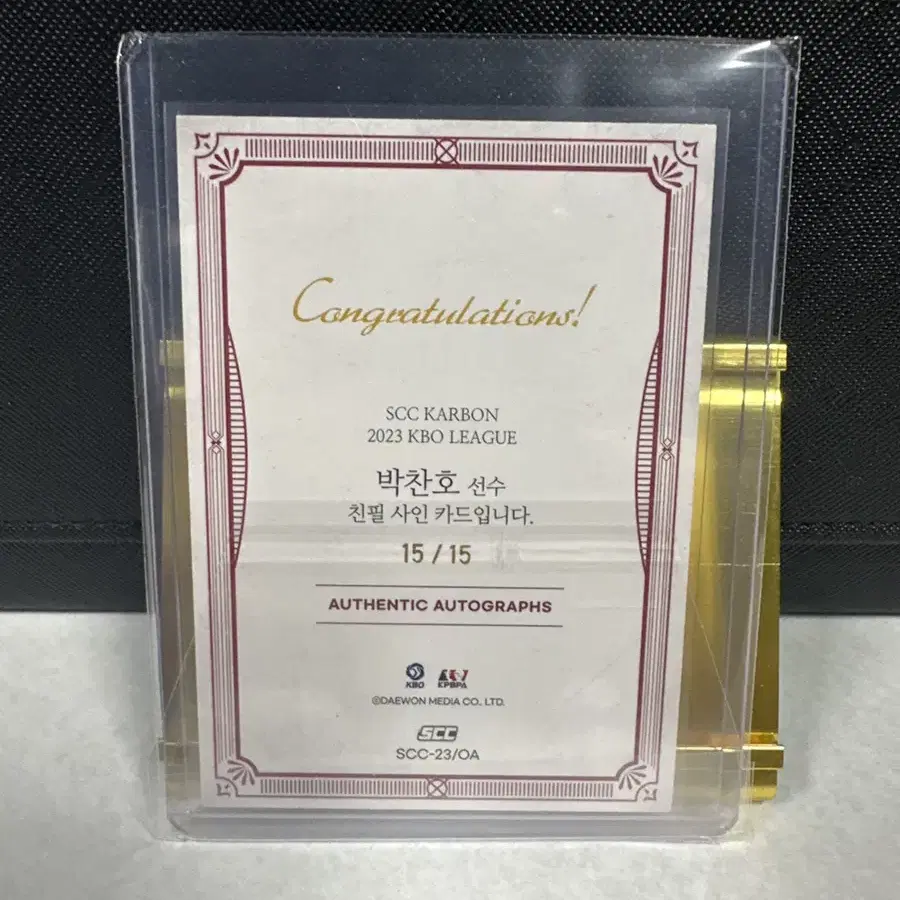 Congratulations!
SCC KARBON
2023 KBO LEAGUE
박찬호 선수
친필 사인 카드입니다.
15 / 15
AUTHENTIC AUTOGRAPHS
KBO KPBPA
©DAEWON MEDIA CO., LTD.
SCC
SCC-23/OA